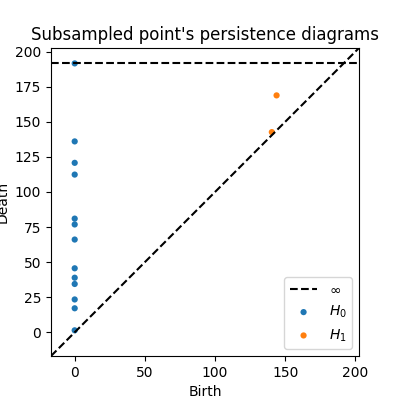 Subsampled point's persistence diagrams
200
175
150
125
100
75
50
25
0
Death
0 50 100 150 200
Birth
∞
H₀
H₁